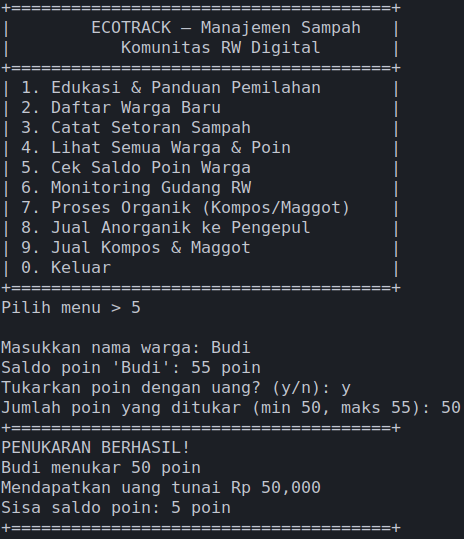 +======================================+
|        ECOTRACK — Manajemen Sampah   |
|           Komunitas RW Digital       |
+======================================+
| 1. Edukasi & Panduan Pemilahan       |
| 2. Daftar Warga Baru                 |
| 3. Catat Setoran Sampah              |
| 4. Lihat Semua Warga & Poin          |
| 5. Cek Saldo Poin Warga              |
| 6. Monitoring Gudang RW              |
| 7. Proses Organik (Kompos/Maggot)    |
| 8. Jual Anorganik ke Pengepul        |
| 9. Jual Kompos & Maggot              |
| 0. Keluar                            |
+======================================+
Pilih menu > 5

Masukkan nama warga: Budi
Saldo poin 'Budi': 55 poin
Tukarkan poin dengan uang? (y/n): y
Jumlah poin yang ditukar (min 50, maks 55): 50
+======================================+
PENUKARAN BERHASIL!
Budi menukar 50 poin
Mendapatkan uang tunai Rp 50,000
Sisa saldo poin: 5 poin
+======================================+